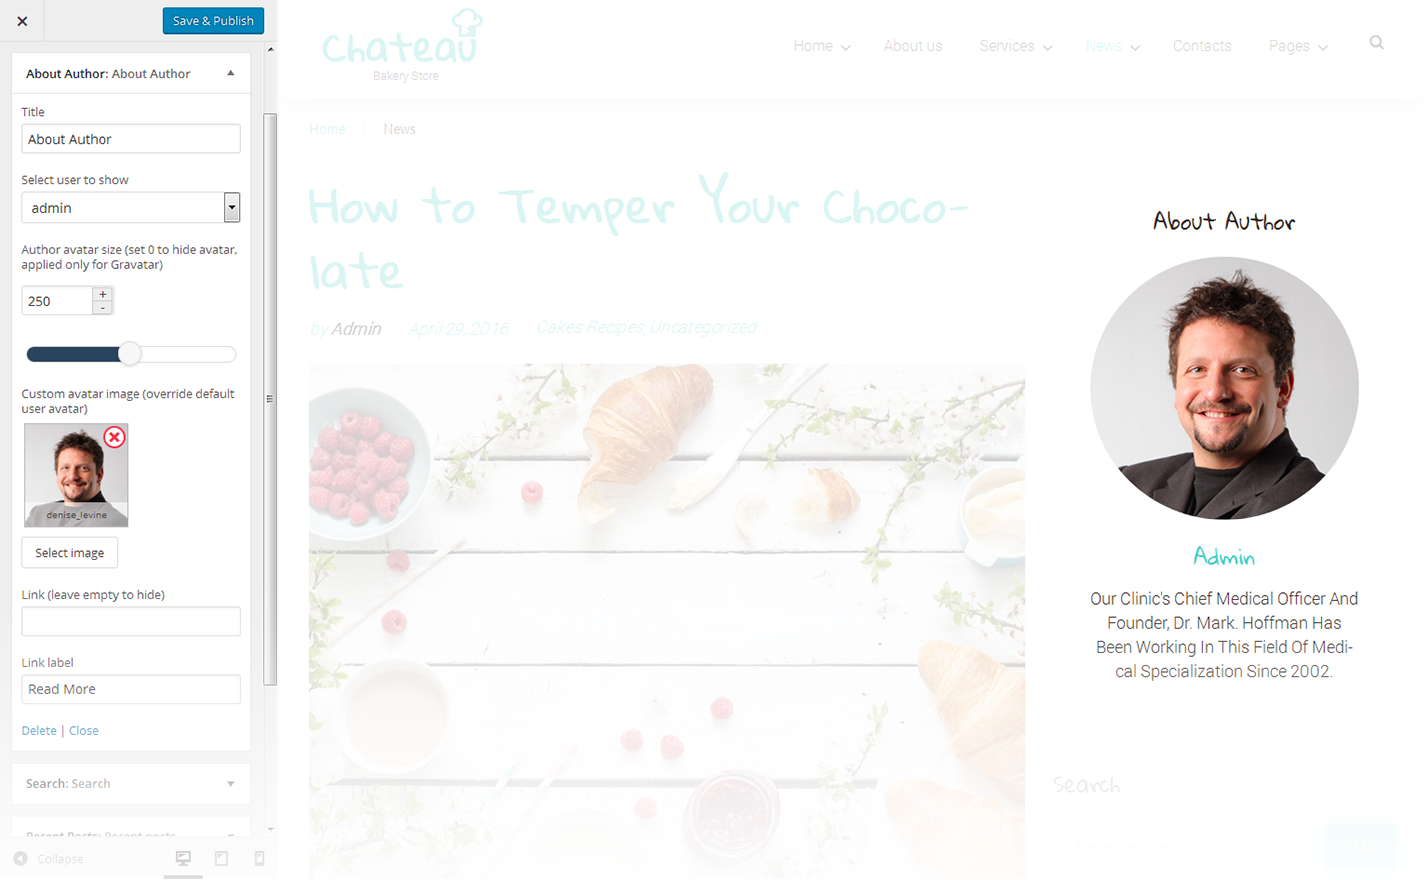 Save & Publish
About Author: About Author
Title
About Author
Select user to show
admin
Author avatar size (set 0 to hide avatar,
applied only for Gravatar)
250
+
-
Custom avatar image (override default
user avatar)
denise_levine
Select image
Link (leave empty to hide)
Link label
Read More
Delete | Close
Search: Search
Recent Posts: Recent posts
Collapse
Chateau
Bakery Store
Home
About us
Services
News
Contacts
Pages
Home
News
How to Temper Your Choco-
late
by Admin
April 29, 2016
Cakes Recipes, Uncategorized
About Author
Admin
Our Clinic's Chief Medical Officer And
Founder, Dr. Mark. Hoffman Has
Been Working In This Field Of Medi-
cal Specialization Since 2002.
Search